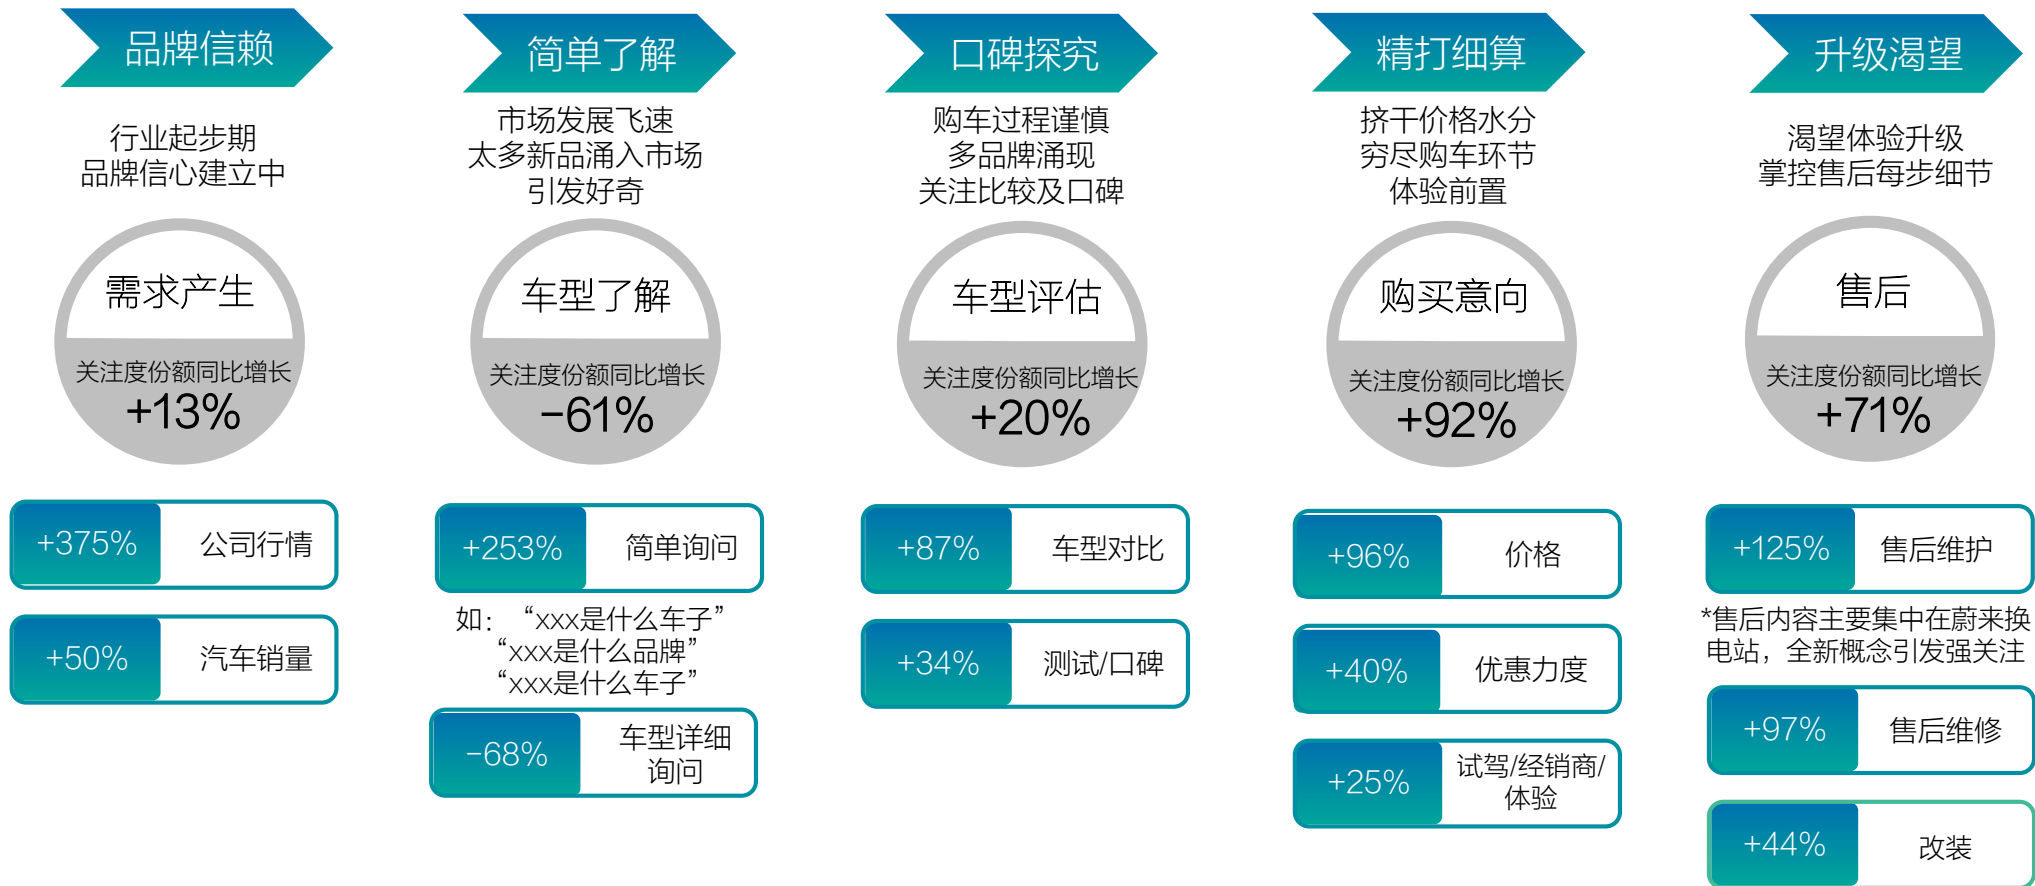 品牌信赖
行业起步期
品牌信心建立中
需求产生
关注度份额同比增长
+13%
+375%
公司行情
+50%
汽车销量
简单了解
市场发展飞速
太多新品涌入市场
引发好奇
车型了解
关注度份额同比增长
-61%
+253%
简单询问
如：“xxx是什么车子”
“xxx是什么品牌”
“xxx是什么车子”
-68%
车型详细
询问
口碑探究
购车过程谨慎
多品牌涌现
关注比较及口碑
车型评估
关注度份额同比增长
+20%
+87%
车型对比
+34%
测试/口碑
精打细算
挤干价格水分
穷尽购车环节
体验前置
购买意向
关注度份额同比增长
+92%
+96%
价格
+40%
优惠力度
+25%
试驾/经销商/
体验
升级渴望
渴望体验升级
掌控售后每步细节
售后
关注度份额同比增长
+71%
+125%
售后维护
*售后内容主要集中在蔚来换
电站，全新概念引发强关注
+97%
售后维修
+44%
改装